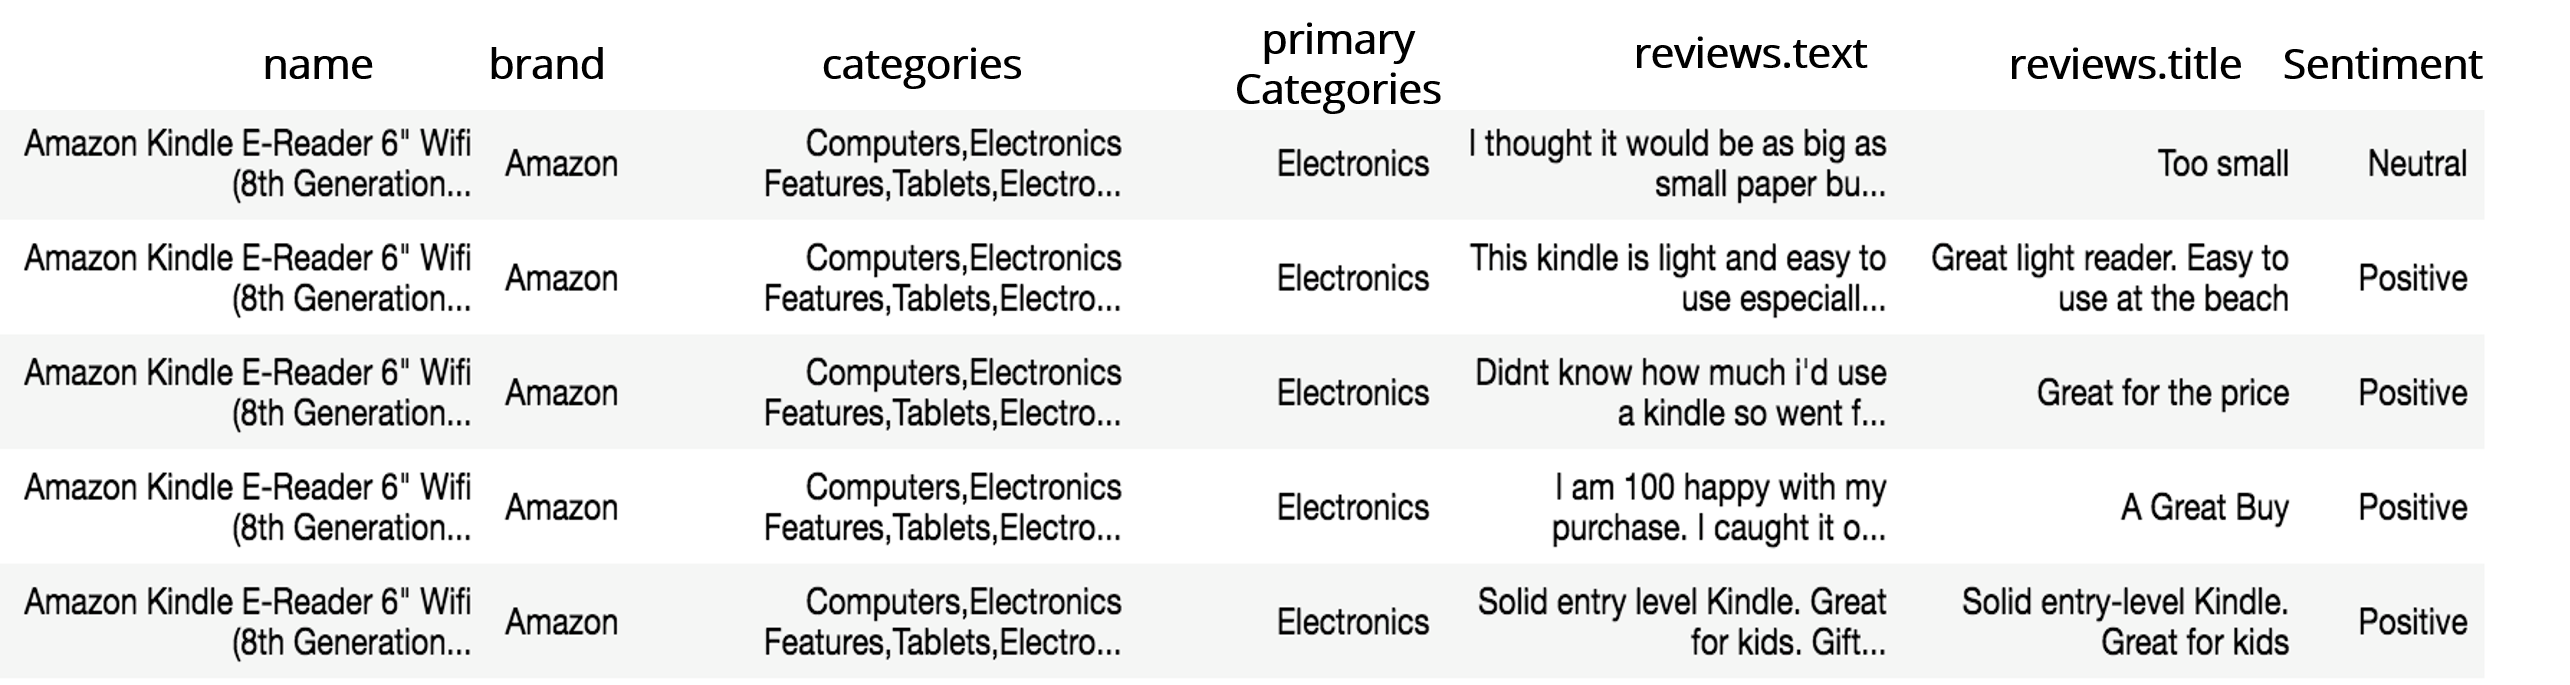 name brand categories primary Categories reviews.text reviews.title Sentiment
Amazon Kindle E-Reader 6" Wifi
(8th Generation...
Amazon
Computers,Electronics
Features,Tablets,Electro...
Electronics
I thought it would be as big as
small paper bu...
Too small
Neutral
Amazon Kindle E-Reader 6" Wifi
(8th Generation...
Amazon
Computers,Electronics
Features,Tablets,Electro...
Electronics
This kindle is light and easy to
use especiall...
Great light reader. Easy to
use at the beach
Positive
Amazon Kindle E-Reader 6" Wifi
(8th Generation...
Amazon
Computers,Electronics
Features,Tablets,Electro...
Electronics
Didnt know how much i'd use
a kindle so went f...
Great for the price
Positive
Amazon Kindle E-Reader 6" Wifi
(8th Generation...
Amazon
Computers,Electronics
Features,Tablets,Electro...
Electronics
I am 100 happy with my
purchase. I caught it o...
A Great Buy
Positive
Amazon Kindle E-Reader 6" Wifi
(8th Generation...
Amazon
Computers,Electronics
Features,Tablets,Electro...
Electronics
Solid entry level Kindle. Great
for kids. Gift...
Solid entry-level Kindle.
Great for kids
Positive